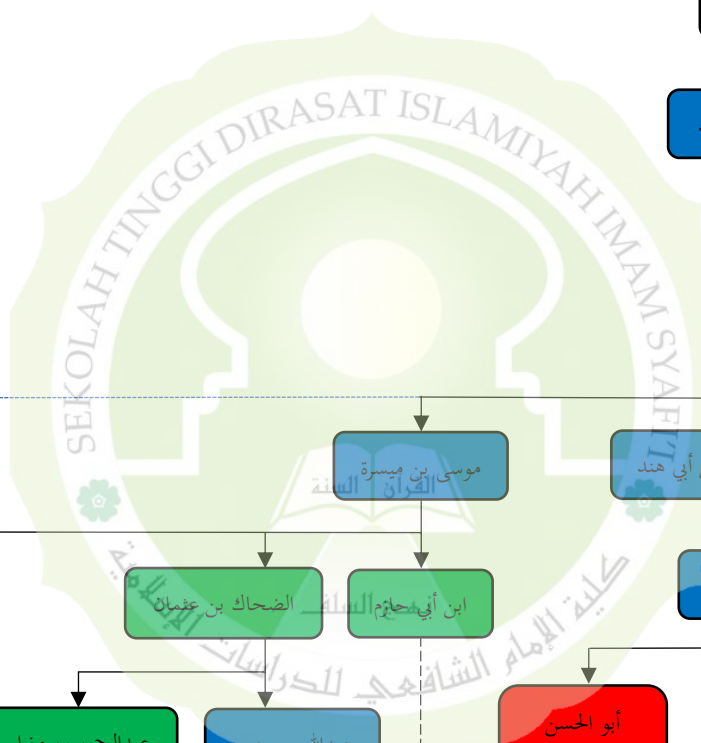 SEKOLAH TINGGI DIRASAT ISLAMIYAH IMAM SYAFI'I
موسى بن ميسرة
أبي هند
القرآن السنة
الضحاك بن عثمان
ابن أبي حازم
كلية الإمام الشافعي للدراسات الإسلامية
أبو الحسن